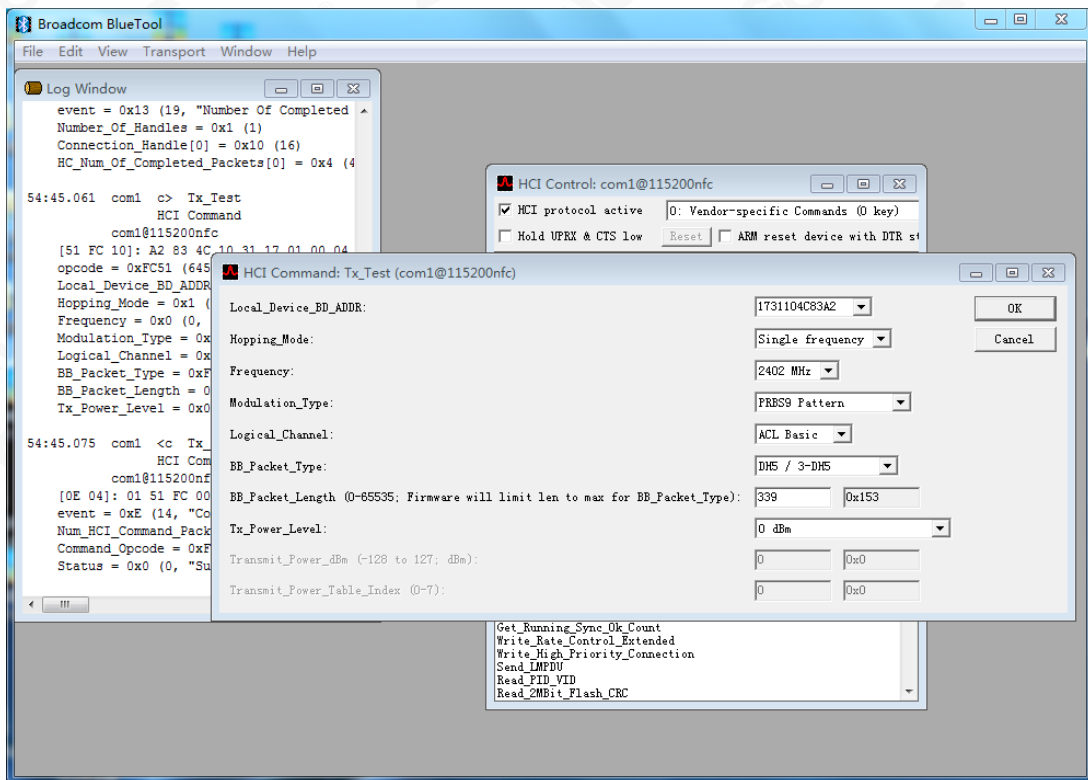 Broadcom BlueTool
File Edit View Transport Window Help
Log Window
event = 0x13 (19, "Number Of Completed
Number_Of_Handles = 0x1 (1)
Connection_Handle[0] = 0x10 (16)
HC_Num_Of_Completed_Packets[0] = 0x4 (4
54:45.061 com1 c> Tx_Test
HCI Command
com1@115200nfc
[51 FC 10]: A2 83 4C 10 31 17 01 00 04
opcode = 0xFC51 (645
Local_Device_BD_ADDR
Hopping_Mode = 0x1 (
Frequency = 0x0 (0,
Modulation_Type = 0x
Logical_Channel = 0x
BB_Packet_Type = 0xF
BB_Packet_Length = 0
Tx_Power_Level = 0x0
54:45.075 com1 <c Tx_
HCI Com
com1@115200nf
[0E 04]: 01 51 FC 00
event = 0xE (14, "Co
Num_HCI_Command_Pack
Command_Opcode = 0xF
Status = 0x0 (0, "Su
HCI Control: com1@115200nfc
HCI protocol active 0: Vendor-specific Commands (0 key)
Hold UPRX & CTS low Reset ARM reset device with DTR st
HCI Command: Tx_Test (com1@115200nfc)
Local_Device_BD_ADDR: 1731104C83A2 OK
Hopping_Mode: Single frequency Cancel
Frequency: 2402 MHz
Modulation_Type: PRBS9 Pattern
Logical_Channel: ACL Basic
BB_Packet_Type: DH5 / 3-DH5
BB_Packet_Length (0-65535; Firmware will limit len to max for BB_Packet_Type): 339 0x153
Tx_Power_Level: 0 dBm
Transmit_Power_dBm (-128 to 127; dBm): 0 0x0
Transmit_Power_Table_Index (0-7): 0 0x0
Get_Running_Sync_Ok_Count
Write_Rate_Control_Extended
Write_High_Priority_Connection
Send_LMPDU
Read_PID_VID
Read_2MBit_Flash_CRC